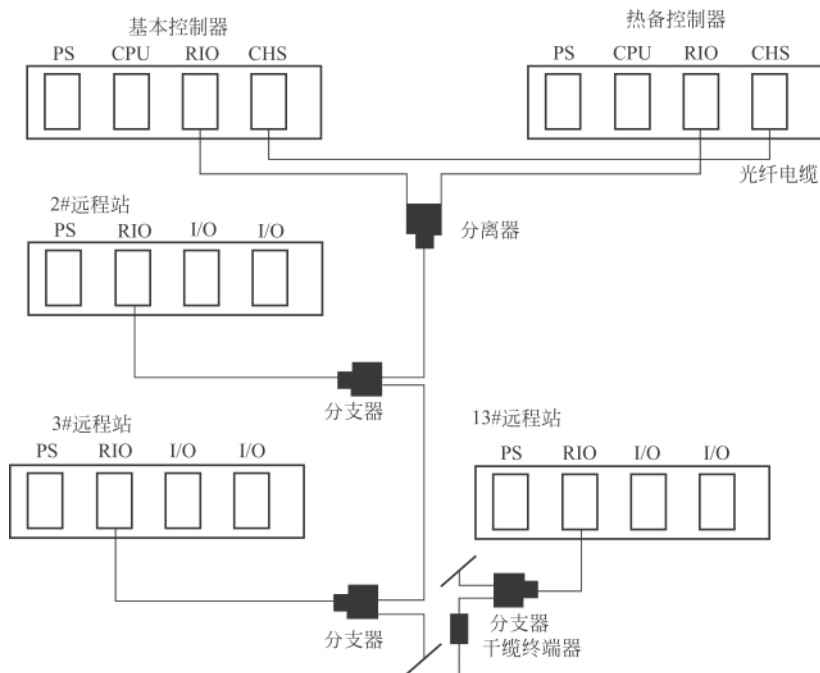 基本控制器
热备控制器
PS CPU RIO CHS
PS CPU RIO CHS
光纤电缆
分离器
2#远程站
PS RIO I/O I/O
分支器
3#远程站
PS RIO I/O I/O
13#远程站
PS RIO I/O I/O
分支器
分支器
干缆终端器